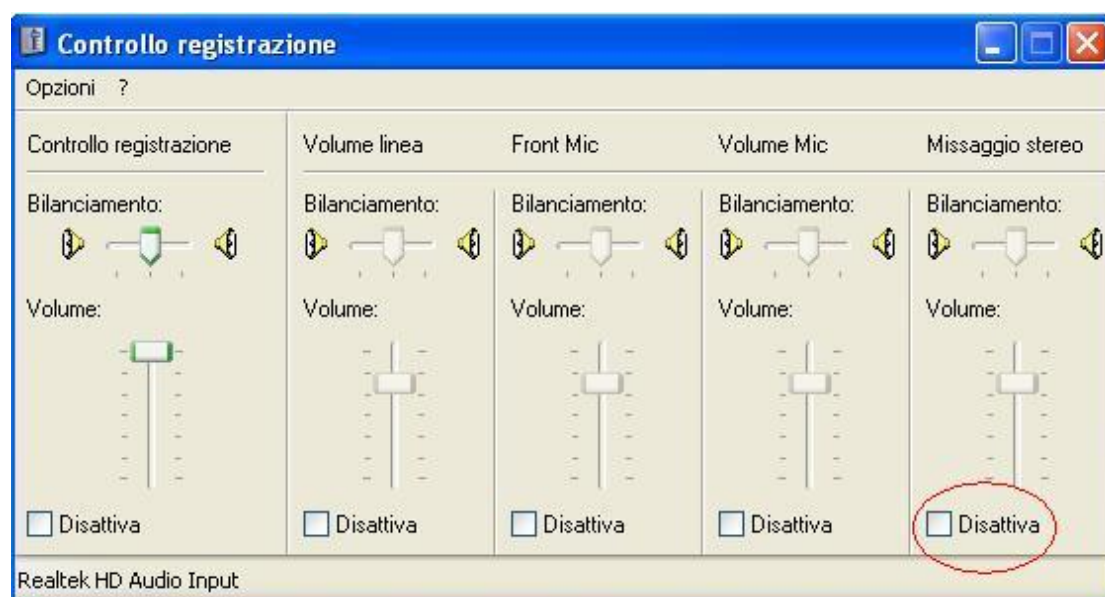 Controllo registrazione
Opzioni ?
Controllo registrazione Volume linea Front Mic Volume Mic Missaggio stereo
Bilanciamento: Bilanciamento: Bilanciamento: Bilanciamento: Bilanciamento:
Volume: Volume: Volume: Volume: Volume:
Disattiva Disattiva Disattiva Disattiva Disattiva
Realtek HD Audio Input